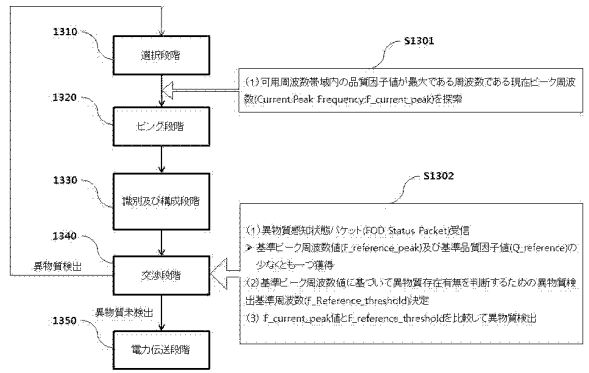 1310
選択段階
S1301
(1)可用周波数帯域内の品質因子値が最大である周波数である現在ピーク周波
数(Current Peak Frequency:F_current_peak)を探索
1320
ピング段階
1330
識別及び構成段階
S1302
(1)異物質感知状態パケット(FOD Status Packet)受信
➢ 基準ピーク周波数値(F_reference_peak)及び基準品質因子値(Q_reference)の
少なくとも一つ獲得
(2)基準ピーク周波数値に基づいて異物質存在有無を判断するための異物質検
出基準周波数(F_Reference_threshold)決定
(3) F_current_peak値とF_reference_thresholdを比較して異物質検出
1340
異物質検出
交渉段階
異物質未検出
1350
電力伝送段階